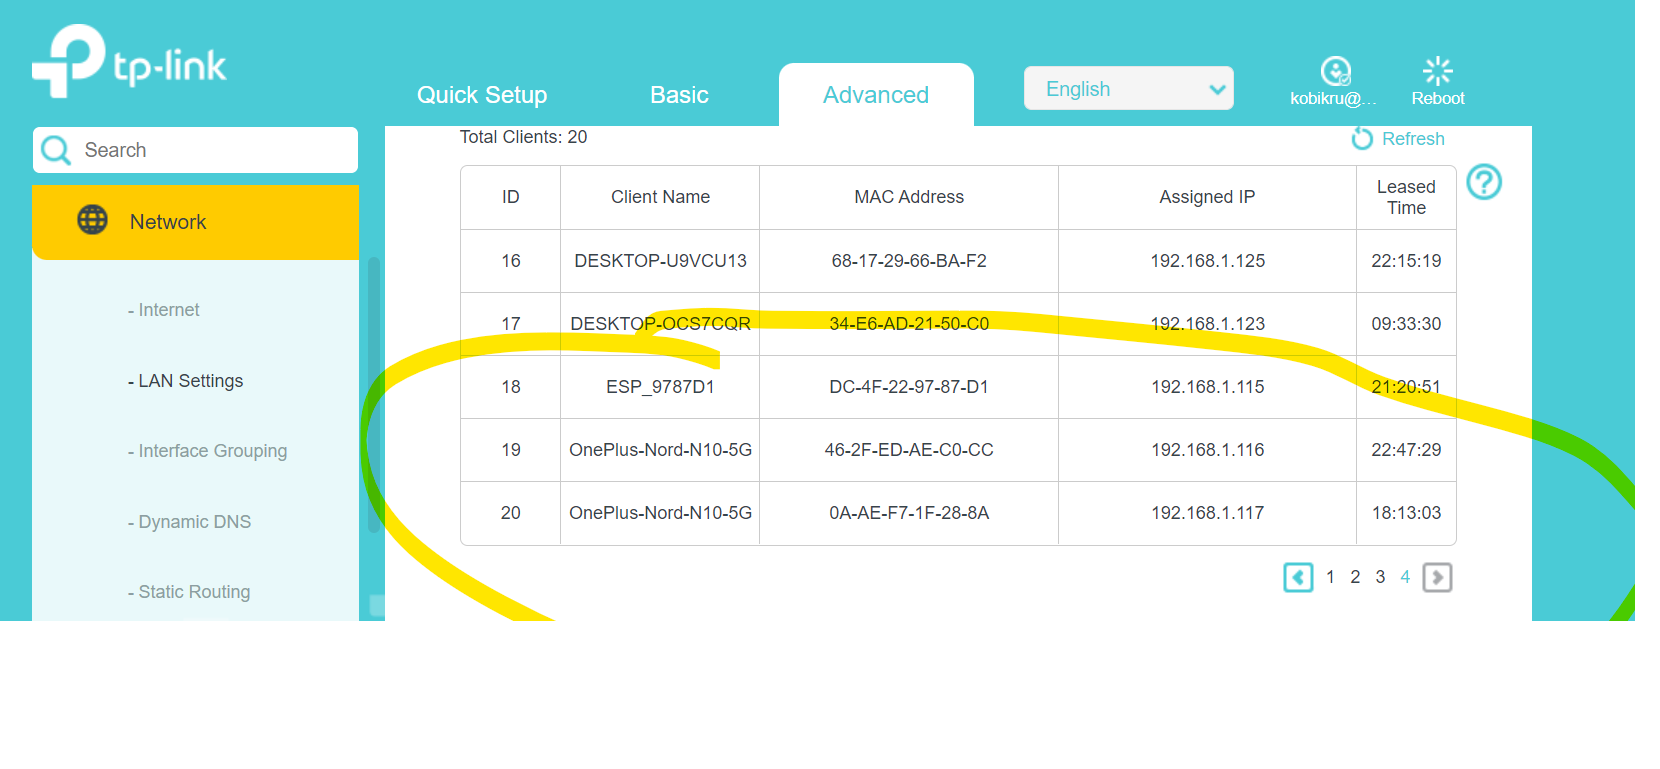 tp-link
Quick Setup
Basic
Advanced
English
kobikru@...
Reboot
Search
Total Clients: 20
Refresh
Network
ID Client Name MAC Address Assigned IP Leased Time
16 DESKTOP-U9VCU13 68-17-29-66-BA-F2 192.168.1.125 22:15:19
17 DESKTOP-OCS7CQR 34-E6-AD-21-50-C0 192.168.1.123 09:33:30
18 ESP_9787D1 DC-4F-22-97-87-D1 192.168.1.115 21:20:51
19 OnePlus-Nord-N10-5G 46-2F-ED-AE-C0-CC 192.168.1.116 22:47:29
20 OnePlus-Nord-N10-5G 0A-AE-F7-1F-28-8A 192.168.1.117 18:13:03
- Internet
- LAN Settings
- Interface Grouping
- Dynamic DNS
- Static Routing
1 2 3 4